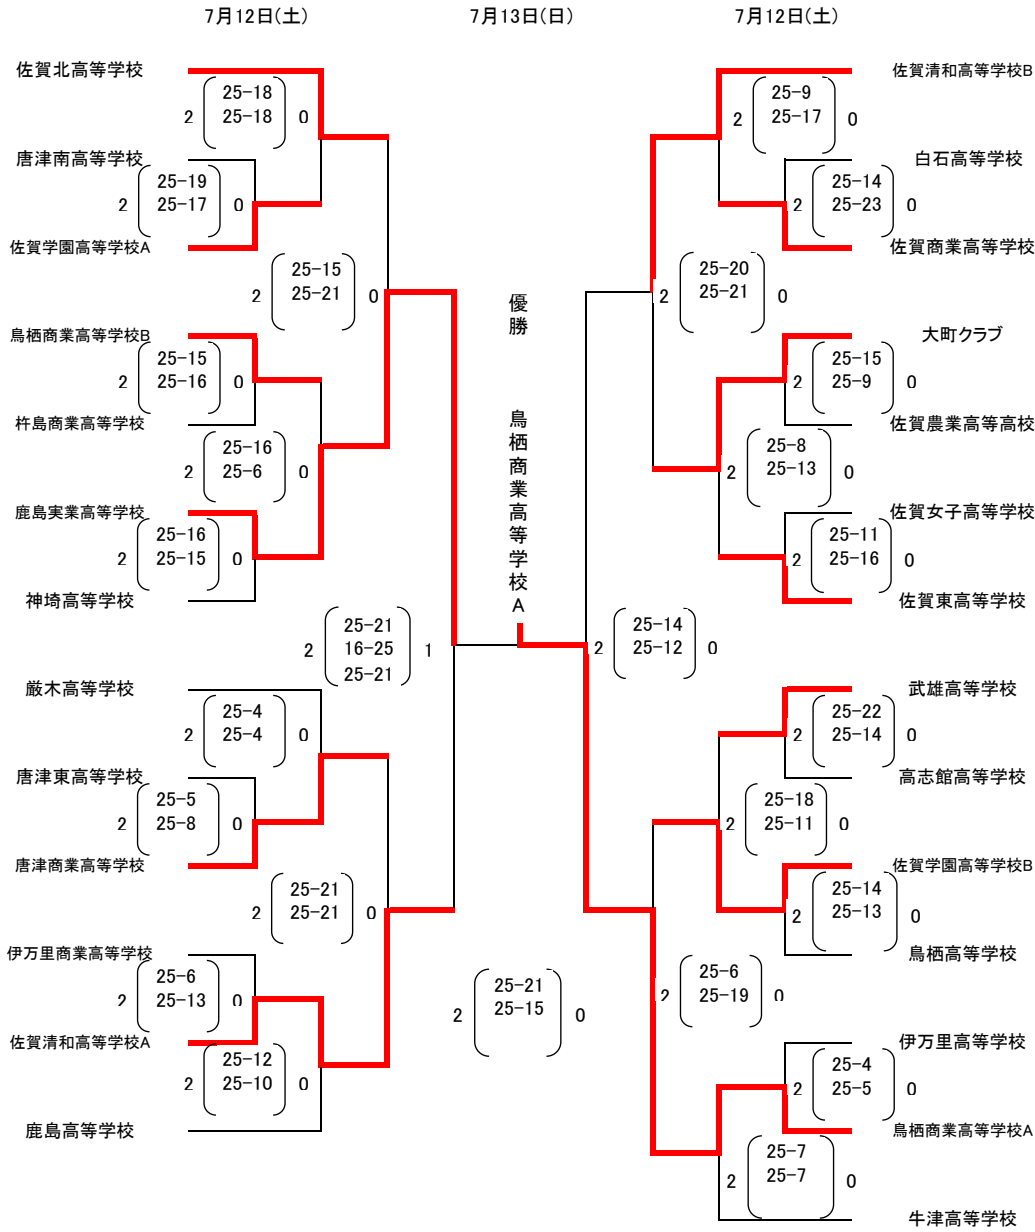 7月12日(土)
7月13日(日)
7月12日(土)
佐賀北高等学校
2 25-18 0
25-18
唐津南高等学校
2 25-19 0
25-17
佐賀学園高等学校A
2 25-15 0
25-21
鳥栖商業高等学校B
2 25-15 0
25-16
杵島商業高等学校
2 25-16 0
25-6
鹿島実業高等学校
2 25-16 0
25-15
神埼高等学校
2 25-21 1
16-25
25-21
厳木高等学校
2 25-4 0
25-4
唐津東高等学校
2 25-5 0
25-8
唐津商業高等学校
2 25-21 0
25-21
伊万里商業高等学校
2 25-6 0
25-13
佐賀清和高等学校A
2 25-12 0
25-10
鹿島高等学校
優勝 鳥栖商業高等学校A
2 25-21 0
25-15
佐賀清和高等学校B
2 25-9 0
25-17
白石高等学校
2 25-14 0
25-23
佐賀商業高等学校
2 25-20 0
25-21
大町クラブ
2 25-15 0
25-9
佐賀農業高等高校
2 25-8 0
25-13
佐賀女子高等学校
2 25-11 0
25-16
佐賀東高等学校
2 25-14 0
25-12
武雄高等学校
2 25-22 0
25-14
高志館高等学校
2 25-18 0
25-11
佐賀学園高等学校B
2 25-14 0
25-13
鳥栖高等学校
2 25-6 0
25-19
伊万里高等学校
2 25-4 0
25-5
鳥栖商業高等学校A
2 25-7 0
25-7
牛津高等学校